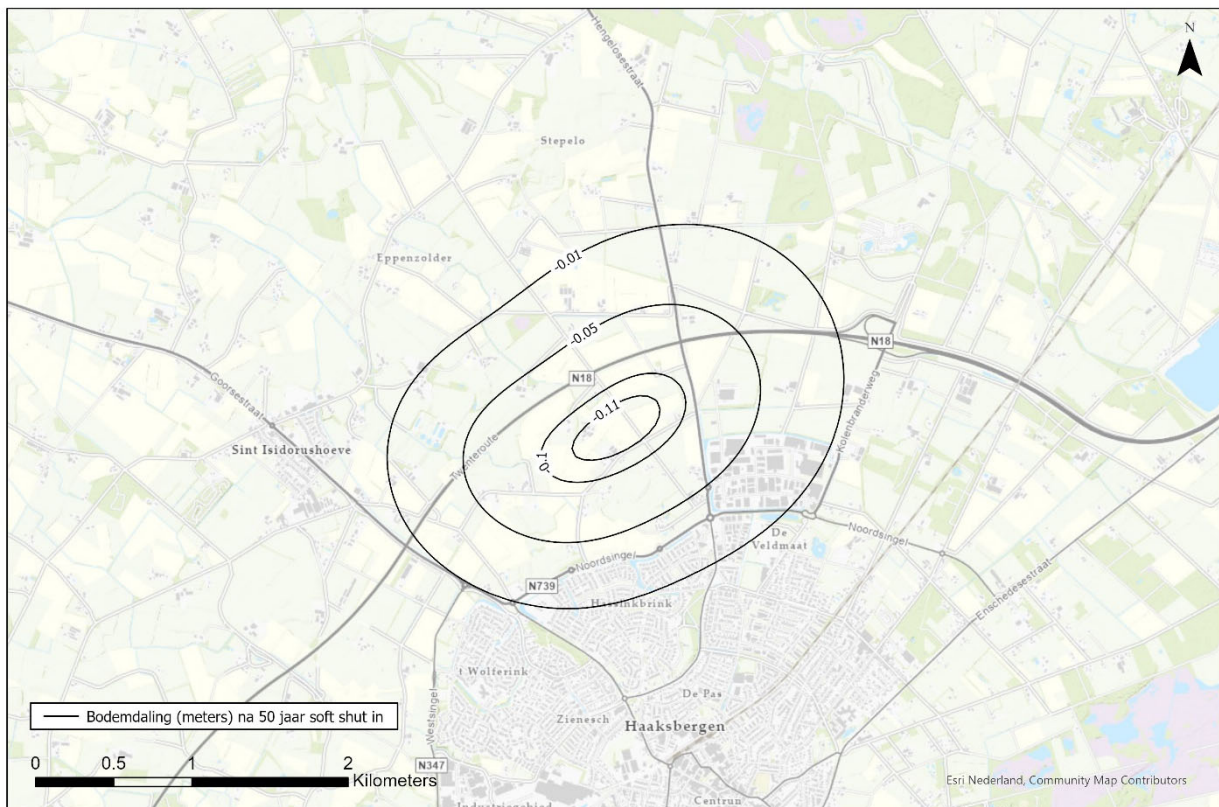 N
Hengelosestraat
Stepelo
Eppenzolder
-0.01
-0.05
N18
N18
Kolenbranderweg
Goorsestraat
-0.11
Sint Isidorushoeve
-0.1
Twenteroute
De
Veldmaat
Noordsingel
Noordsingel
N739
Hassinkbrink
Enschedesestraat
t Wolferink
De Pas
Zienesch
Haaksbergen
Westsingel
N347
Centrum
Bodemdaling (meters) na 50 jaar soft shut in
0 0.5 1 2
Kilometers
Esri Nederland, Community Map Contributors